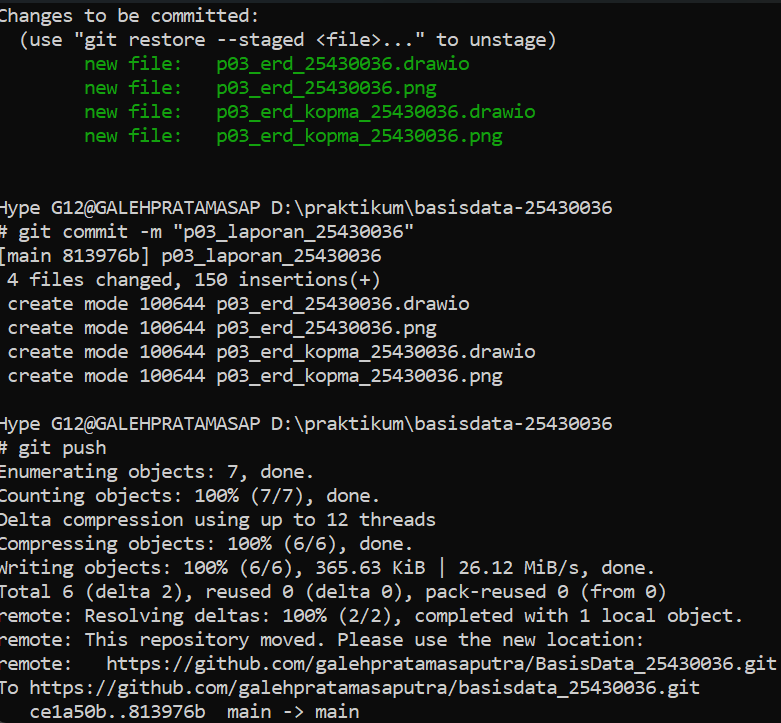 Changes to be committed:
  (use "git restore --staged <file>..." to unstage)
        new file:   p03_erd_25430036.drawio
        new file:   p03_erd_25430036.png
        new file:   p03_erd_kopma_25430036.drawio
        new file:   p03_erd_kopma_25430036.png
Hype G12@GALEHPRATAMASAP D:\praktikum\basisdata-25430036
# git commit -m "p03_laporan_25430036"
[main 813976b] p03_laporan_25430036
 4 files changed, 150 insertions(+)
 create mode 100644 p03_erd_25430036.drawio
 create mode 100644 p03_erd_25430036.png
 create mode 100644 p03_erd_kopma_25430036.drawio
 create mode 100644 p03_erd_kopma_25430036.png
Hype G12@GALEHPRATAMASAP D:\praktikum\basisdata-25430036
# git push
Enumerating objects: 7, done.
Counting objects: 100% (7/7), done.
Delta compression using up to 12 threads
Compressing objects: 100% (6/6), done.
Writing objects: 100% (6/6), 365.63 KiB | 26.12 MiB/s, done.
Total 6 (delta 2), reused 0 (delta 0), pack-reused 0 (from 0)
remote: Resolving deltas: 100% (2/2), completed with 1 local object.
remote: This repository moved. Please use the new location:
remote:   https://github.com/galehpratamasaputra/BasisData_25430036.git
To https://github.com/galehpratamasaputra/basisdata_25430036.git
   ce1a50b..813976b  main -> main